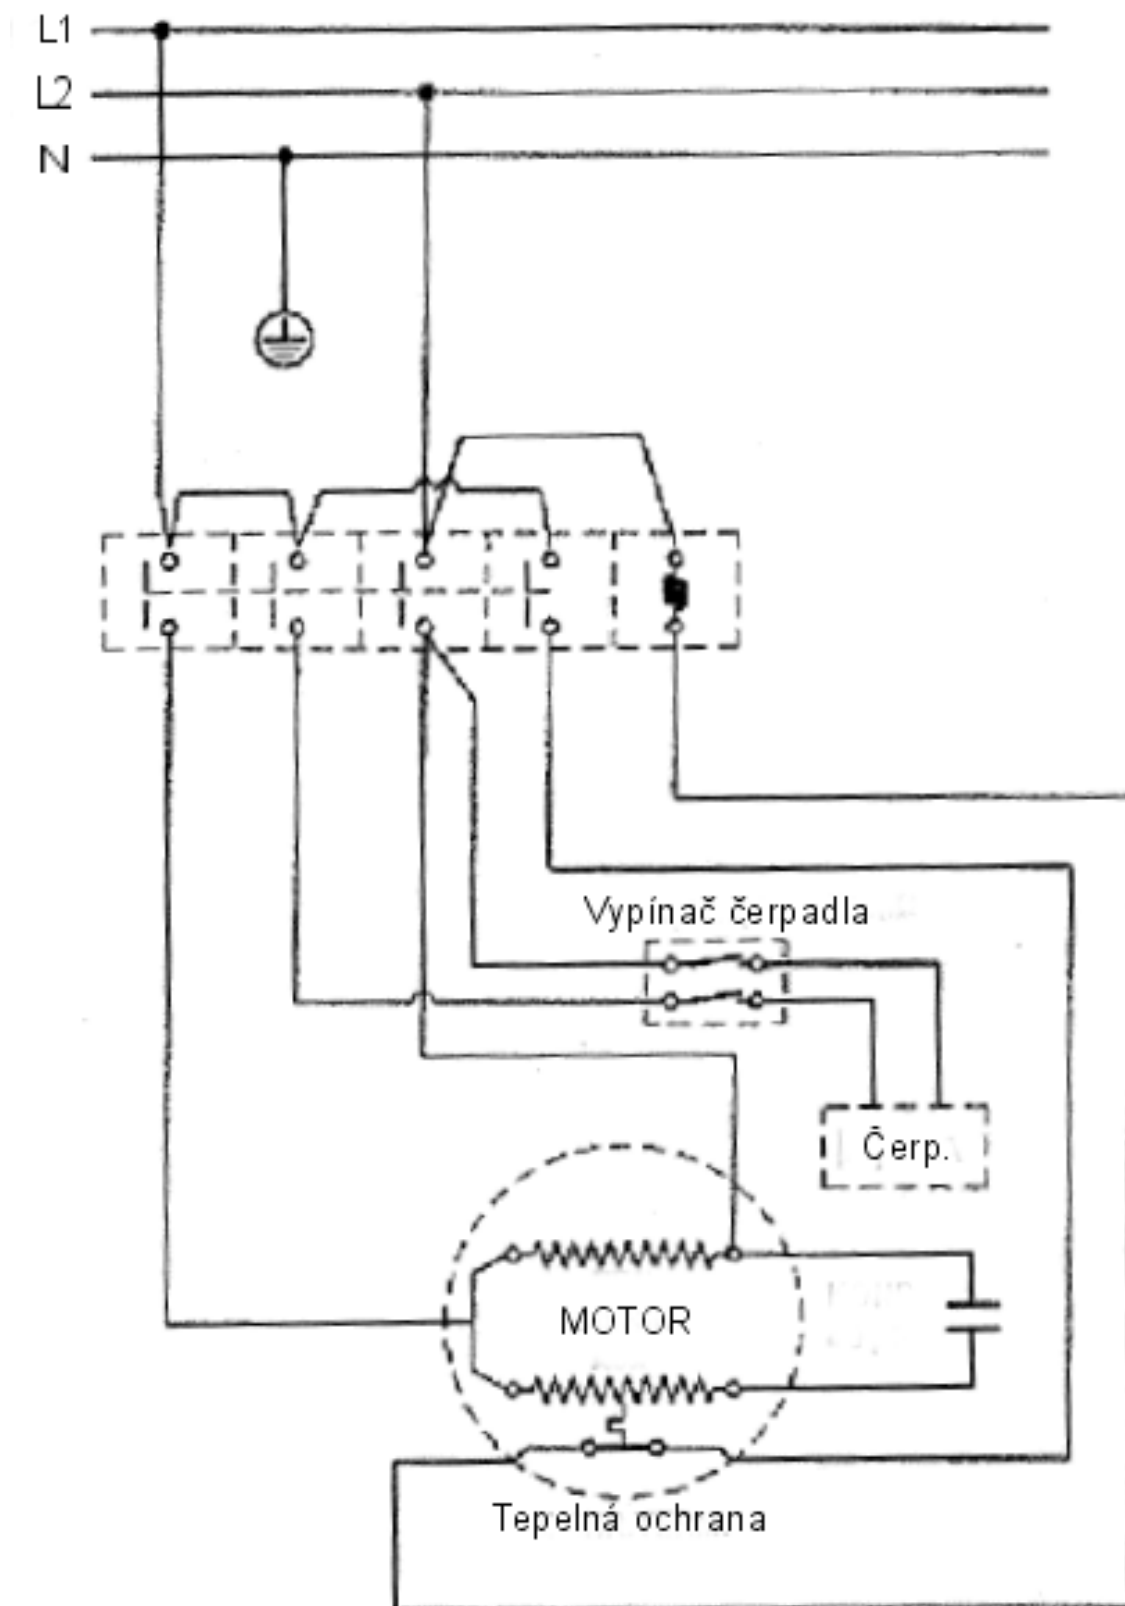 L1
L2
N
Vypínač čerpadla
Čerp.
MOTOR
Tepelná ochrana